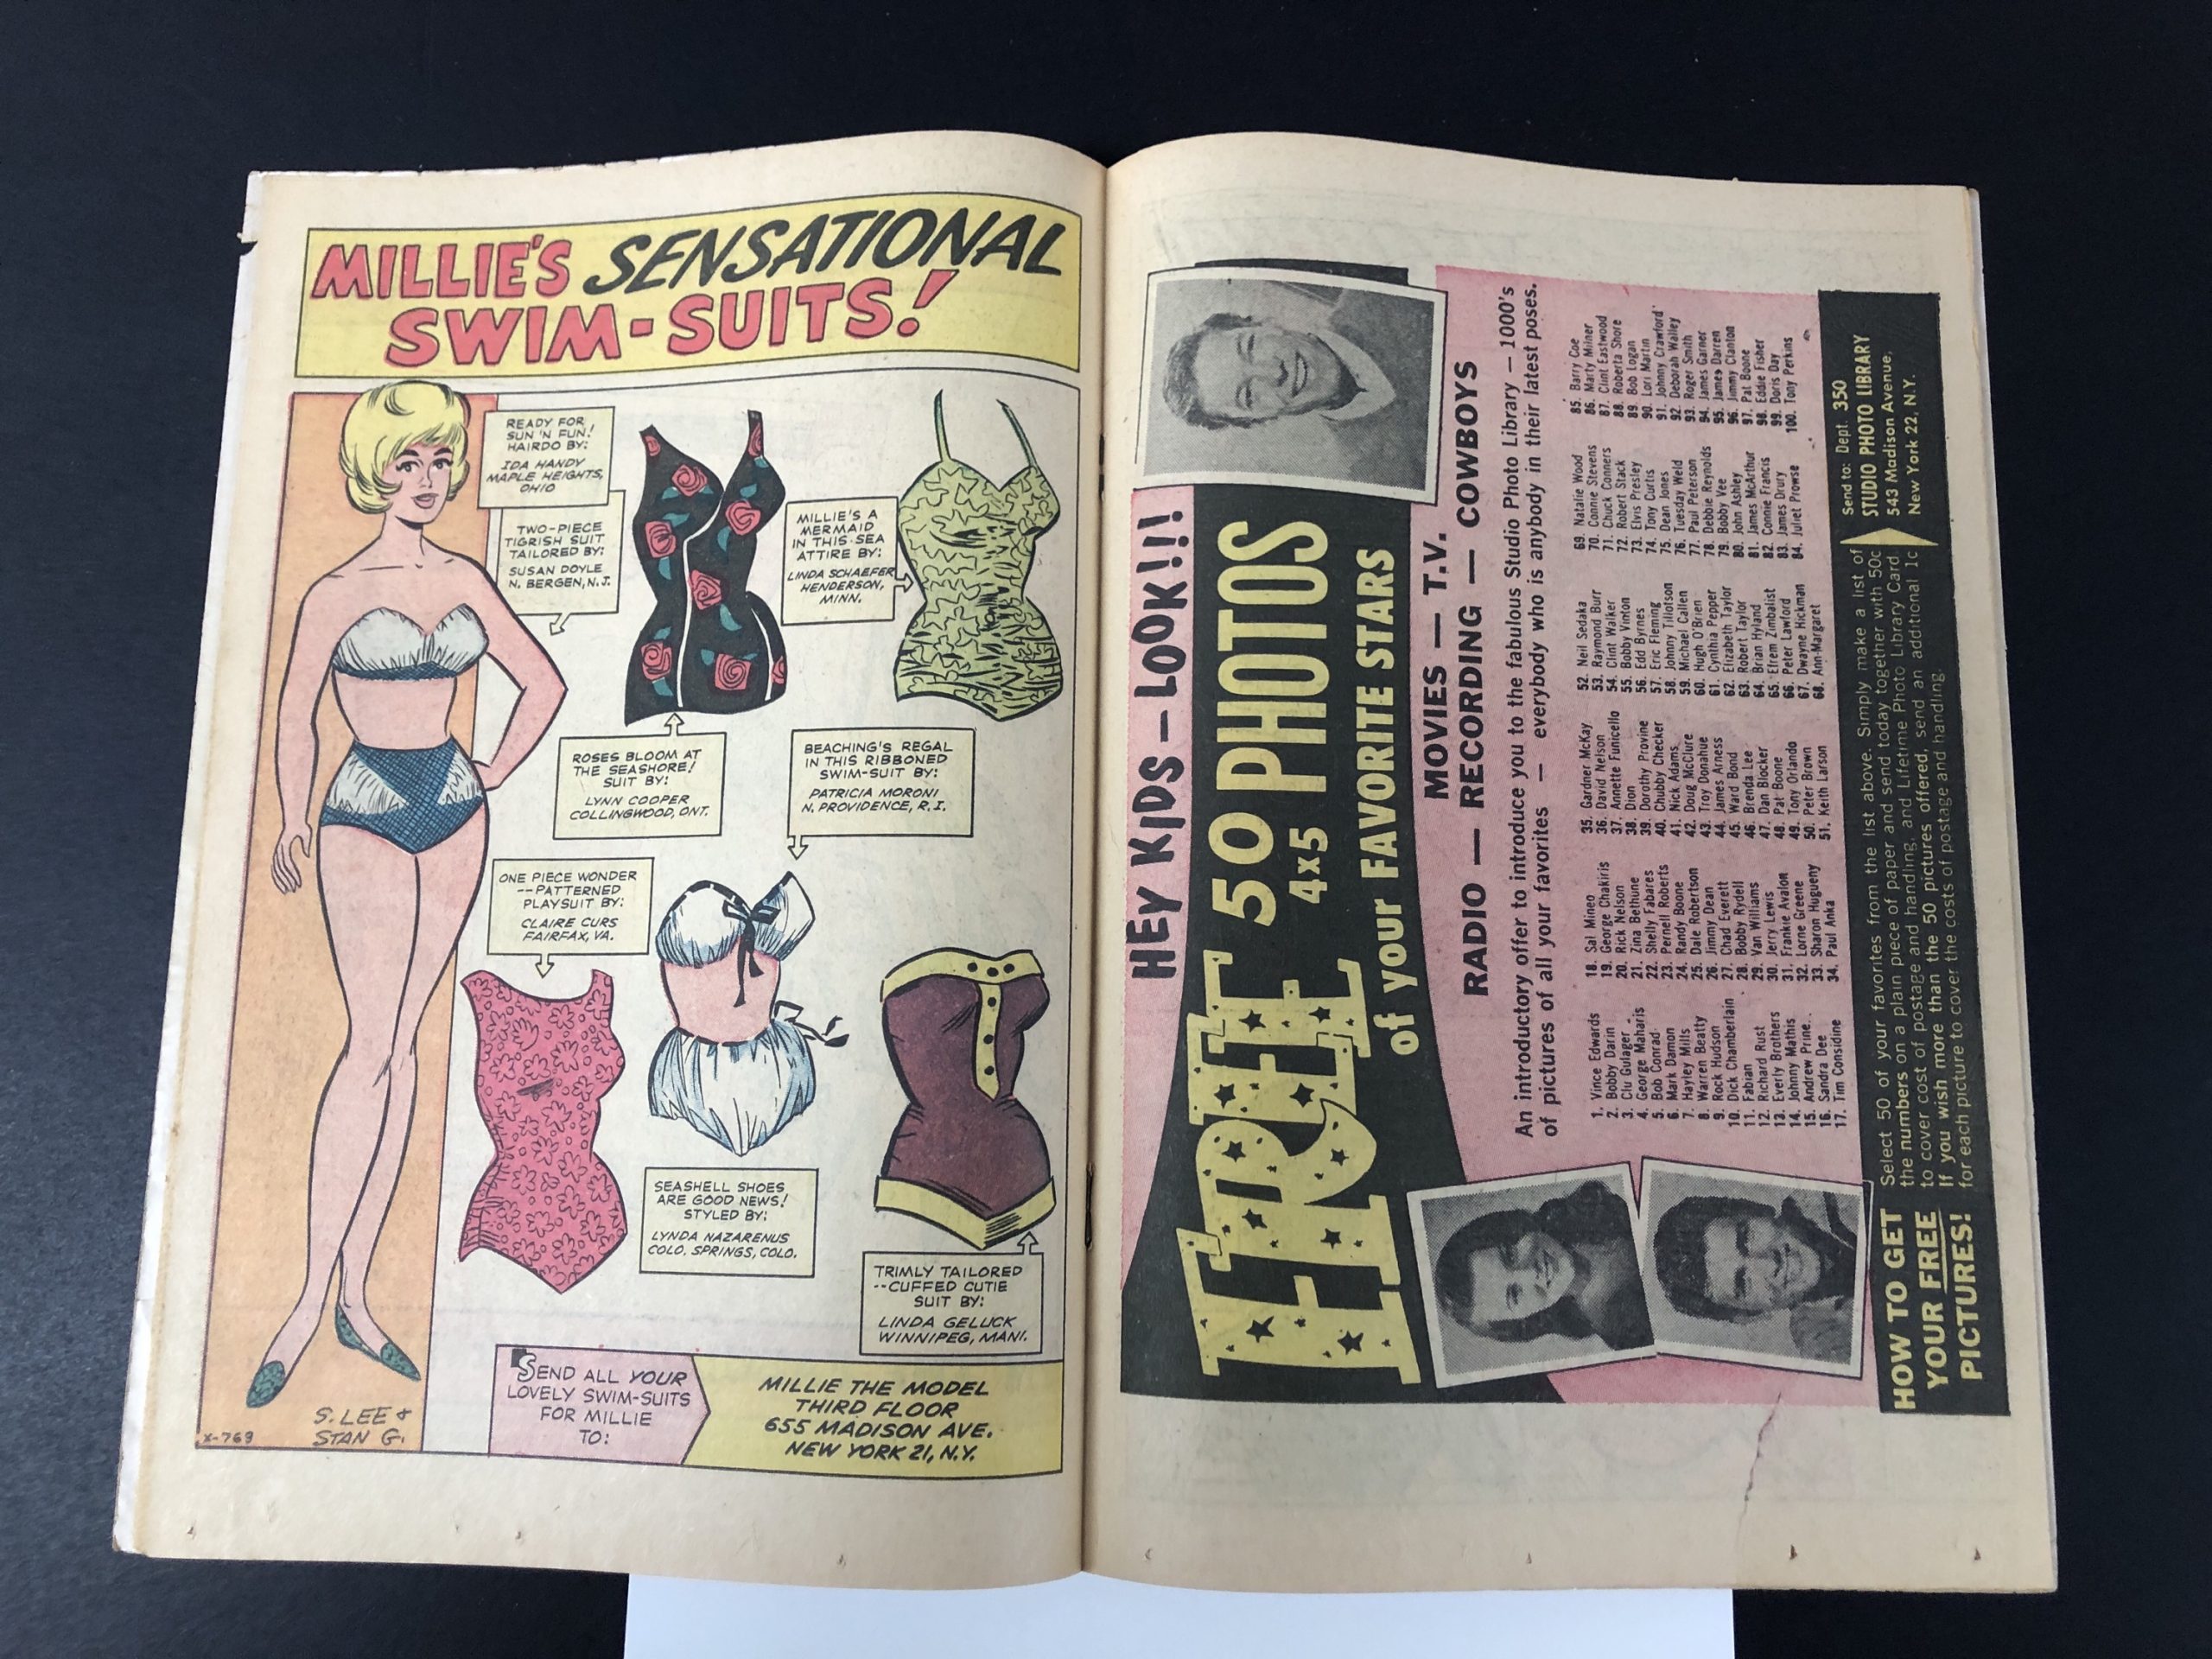 MILLIE'S SENSATIONAL
SWIM-SUITS!
READY FOR
SUN 'N FUN!
HAIRDO BY:
IDA HANDY
MAPLE HEIGHTS,
OHIO
TWO-PIECE
TIGRISH SUIT
TAILORED BY:
SUSAN DOYLE
N. BERGEN, N.J.
MILLIE'S A
MERMAID
IN THIS SEA
ATTIRE BY:
LINDA SCHAEFER
HENDERSON,
MINN.
ROSES BLOOM AT
THE SEASHORE!
SUIT BY:
LYNN COOPER
COLLINGWOOD, ONT.
BEACHING'S REGAL
IN THIS RIBBONED
SWIM-SUIT BY:
PATRICIA MORONI
N. PROVIDENCE, R.I.
ONE PIECE WONDER
--PATTERNED
PLAYSUIT BY:
CLAIRE CURS
FAIRFAX, VA.
SEASHELL SHOES
ARE GOOD NEWS!
STYLED BY:
LYNDA NAZARENUS
COLO. SPRINGS, COLO.
TRIMLY TAILORED
--CUFFED CUTIE
SUIT BY:
LINDA GELUCK
WINNIPEG, MANI.
SEND ALL YOUR
LOVELY SWIM-SUITS
FOR MILLIE
TO:
MILLIE THE MODEL
THIRD FLOOR
655 MADISON AVE.
NEW YORK 21, N.Y.
S. LEE &
STAN G.
X-769
HEY KIDS — LOOK!!!
FREE 50 PHOTOS
4x5
of your FAVORITE STARS
MOVIES — T.V.
RADIO — RECORDING — COWBOYS
An introductory offer to introduce you to the fabulous Studio Photo Library — 1000's
of pictures of all your favorites — everybody who is anybody in their latest poses.
1. Vince Edwards
2. Bobby Darin
3. Clu Gulager
4. George Maharis
5. Bob Conrad
6. Mark Damon
7. Hayley Mills
8. Warren Beatty
9. Rock Hudson
10. Dick Chamberlain
11. Fabian
12. Richard Rust
13. Everly Brothers
14. Johnny Mathis
15. Andrew Prine
16. Sandra Dee
17. Tim Considine
18. Sal Mineo
19. George Chakiris
20. Rick Nelson
21. Zina Bethune
22. Shelly Fabares
23. Pernell Roberts
24. Randy Boone
25. Dale Robertson
26. Jimmy Dean
27. Chad Everett
28. Bobby Rydell
29. Van Williams
30. Jerry Lewis
31. Frankie Avalon
32. Lorne Greene
33. Sharon Hugueny
34. Paul Anka
35. Gardner McKay
36. David Nelson
37. Annette Funicello
38. Dion
39. Dorothy Provine
40. Chubby Checker
41. Nick Adams
42. Doug McClure
43. Troy Donahue
44. James Arness
45. Ward Bond
46. Brenda Lee
47. Dan Blocker
48. Pat Boone
49. Tony Orlando
50. Peter Brown
51. Keith Larson
52. Neil Sedaka
53. Raymond Burr
54. Clint Walker
55. Bobby Vinton
56. Edd Byrnes
57. Eric Fleming
58. Johnny Tillotson
59. Michael Callen
60. Hugh O'Brien
61. Cynthia Pepper
62. Elizabeth Taylor
63. Robert Taylor
64. Brian Hyland
65. Efrem Zimbalist
66. Peter Lawford
67. Dwayne Hickman
68. Ann-Margaret
69. Natalie Wood
70. Connie Stevens
71. Chuck Conners
72. Robert Stack
73. Elvis Presley
74. Tony Curtis
75. Dean Jones
76. Tuesday Weld
77. Paul Peterson
78. Debbie Reynolds
79. Bobby Vee
80. John Ashley
81. James McArthur
82. Connie Francis
83. James Drury
84. Juliet Prowse
85. Barry Coe
86. Marty Milner
87. Clint Eastwood
88. Roberta Shore
89. Bob Logan
90. Lori Martin
91. Johnny Crawford
92. Deborah Walley
93. Roger Smith
94. James Garner
95. James Darren
96. Jimmy Clanton
97. Pat Boone
98. Eddie Fisher
99. Doris Day
100. Tony Perkins
HOW TO GET
YOUR FREE
PICTURES!
Select 50 of your favorites from the list above. Simply make a list of
the numbers on a plain piece of paper and send today together with 50c
to cover cost of postage and handling, and Lifetime Photo Library Card.
If you wish more than the 50 pictures offered, send an additional 1c
for each picture to cover the costs of postage and handling.
Send to: Dept. 350
STUDIO PHOTO LIBRARY
543 Madison Avenue,
New York 22, N.Y.